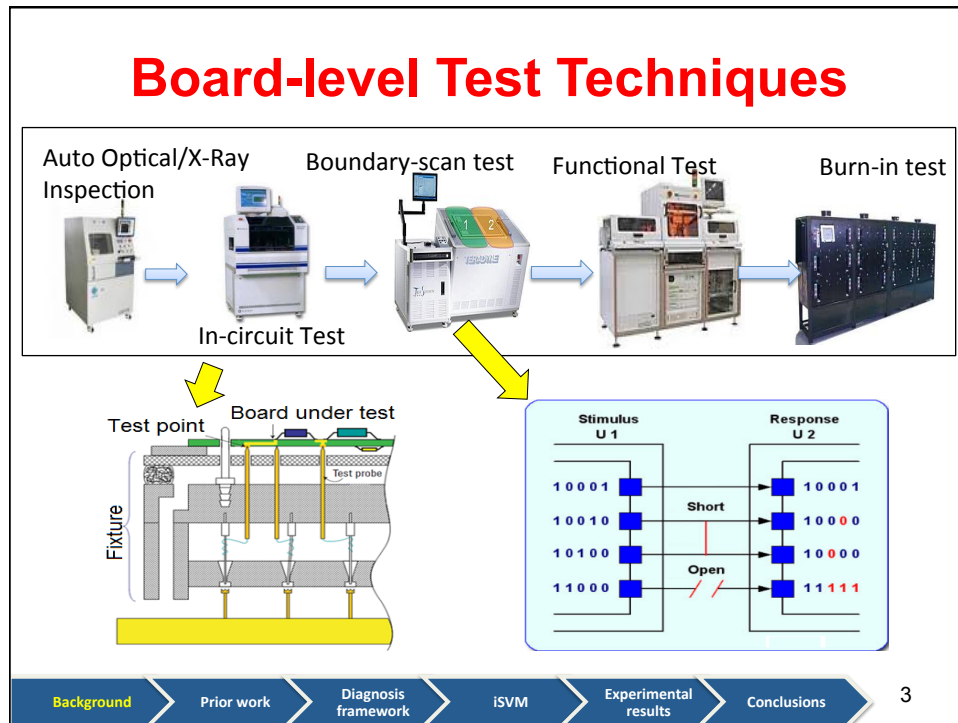 Board-level Test Techniques
Auto Optical/X-Ray
Inspection
In-circuit Test
Boundary-scan test
Functional Test
Burn-in test
1
2
TERADYNE
Test point
Board under test
Test probe
Fixture
Stimulus
U 1
Response
U 2
1 0 0 0 1
1 0 0 0 1
Short
1 0 0 1 0
1 0 0 0 0
1 0 1 0 0
1 0 0 0 0
Open
1 1 0 0 0
1 1 1 1 1
Background
Prior work
Diagnosis
framework
iSVM
Experimental
results
Conclusions
3